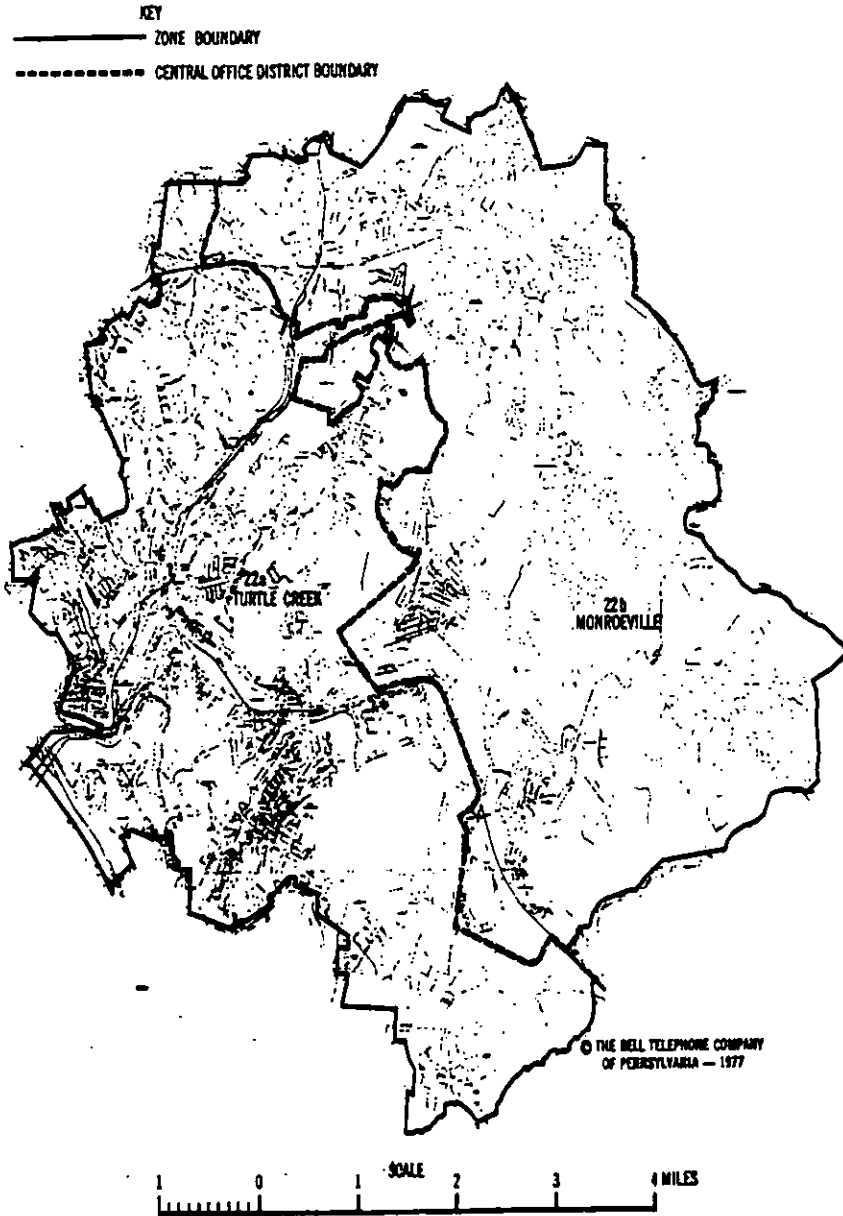 KEY
ZONE BOUNDARY
CENTRAL OFFICE DISTRICT BOUNDARY
22a
TURTLE CREEK
22b
MONROEVILLE
© THE BELL TELEPHONE COMPANY
OF PENNSYLVANIA — 1977
SCALE
1 0 1 2 3 4 MILES